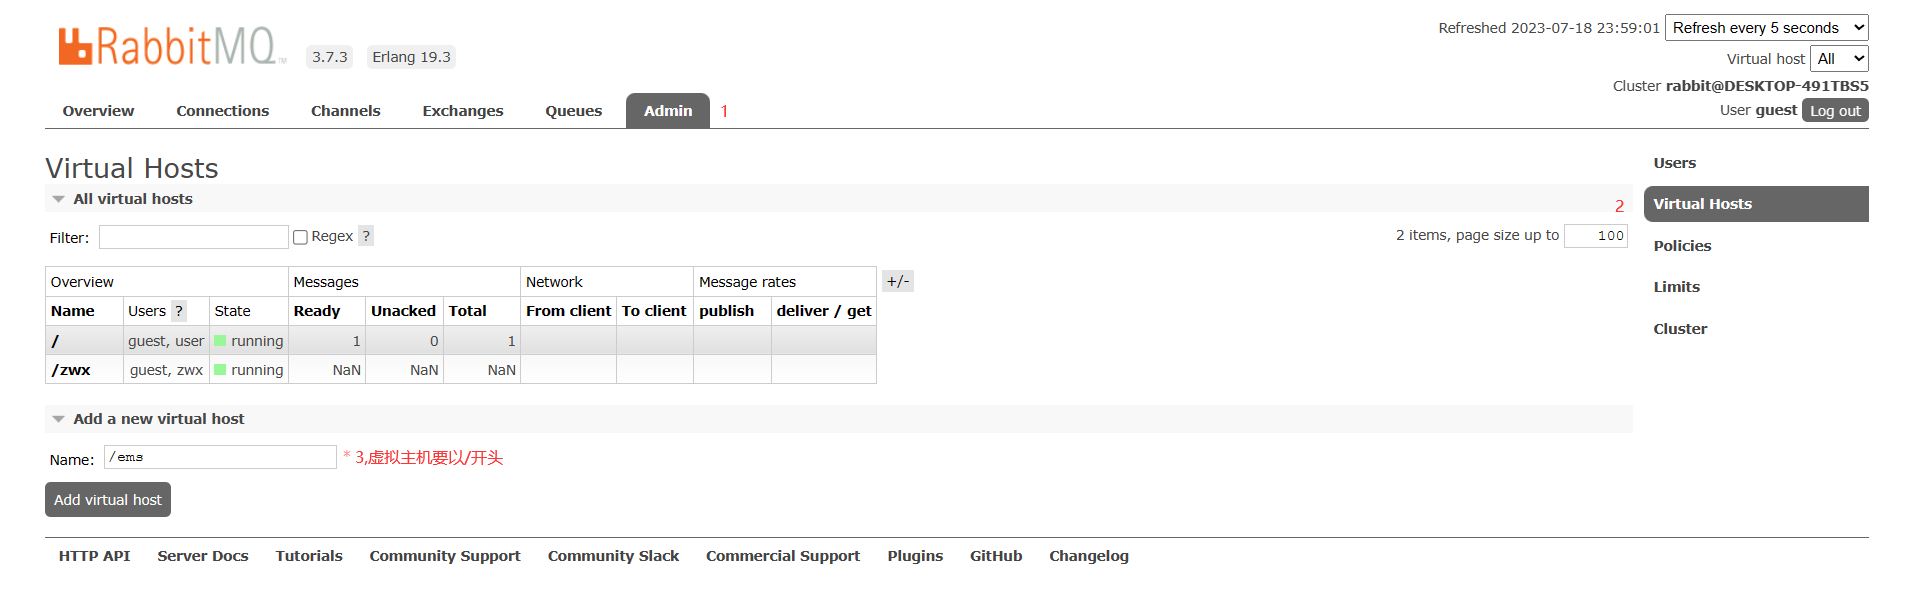 RabbitMQ TM 3.7.3 Erlang 19.3
Refreshed 2023-07-18 23:59:01 Refresh every 5 seconds
Virtual host All
Cluster rabbit@DESKTOP-491TBS5
User guest Log out
Overview Connections Channels Exchanges Queues Admin 1
Virtual Hosts
All virtual hosts
2
Filter: Regex ? 2 items, page size up to 100
Overview Messages Network Message rates +/-
Name Users ? State Ready Unacked Total From client To client publish deliver / get
/ guest, user running 1 0 1
/zwx guest, zwx running NaN NaN NaN
Add a new virtual host
Name: /ems * 3,虚拟主机要以/开头
Add virtual host
Users
Virtual Hosts
Policies
Limits
Cluster
HTTP API Server Docs Tutorials Community Support Community Slack Commercial Support Plugins GitHub Changelog